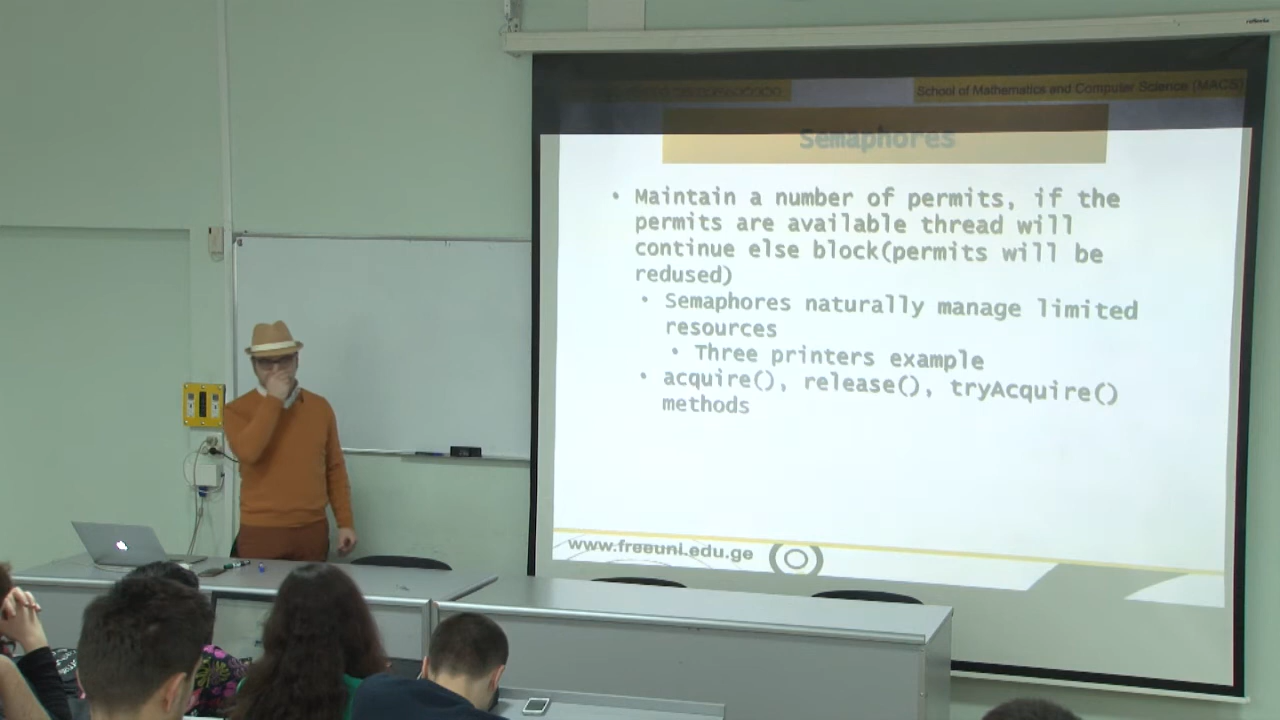 School of Mathematics and Computer Science (MACS)
Semaphores
• Maintain a number of permits, if the
permits are available thread will
continue else block(permits will be
redused)
• Semaphores naturally manage limited
resources
• Three printers example
• acquire(), release(), tryAcquire()
methods
www.freeuni.edu.ge